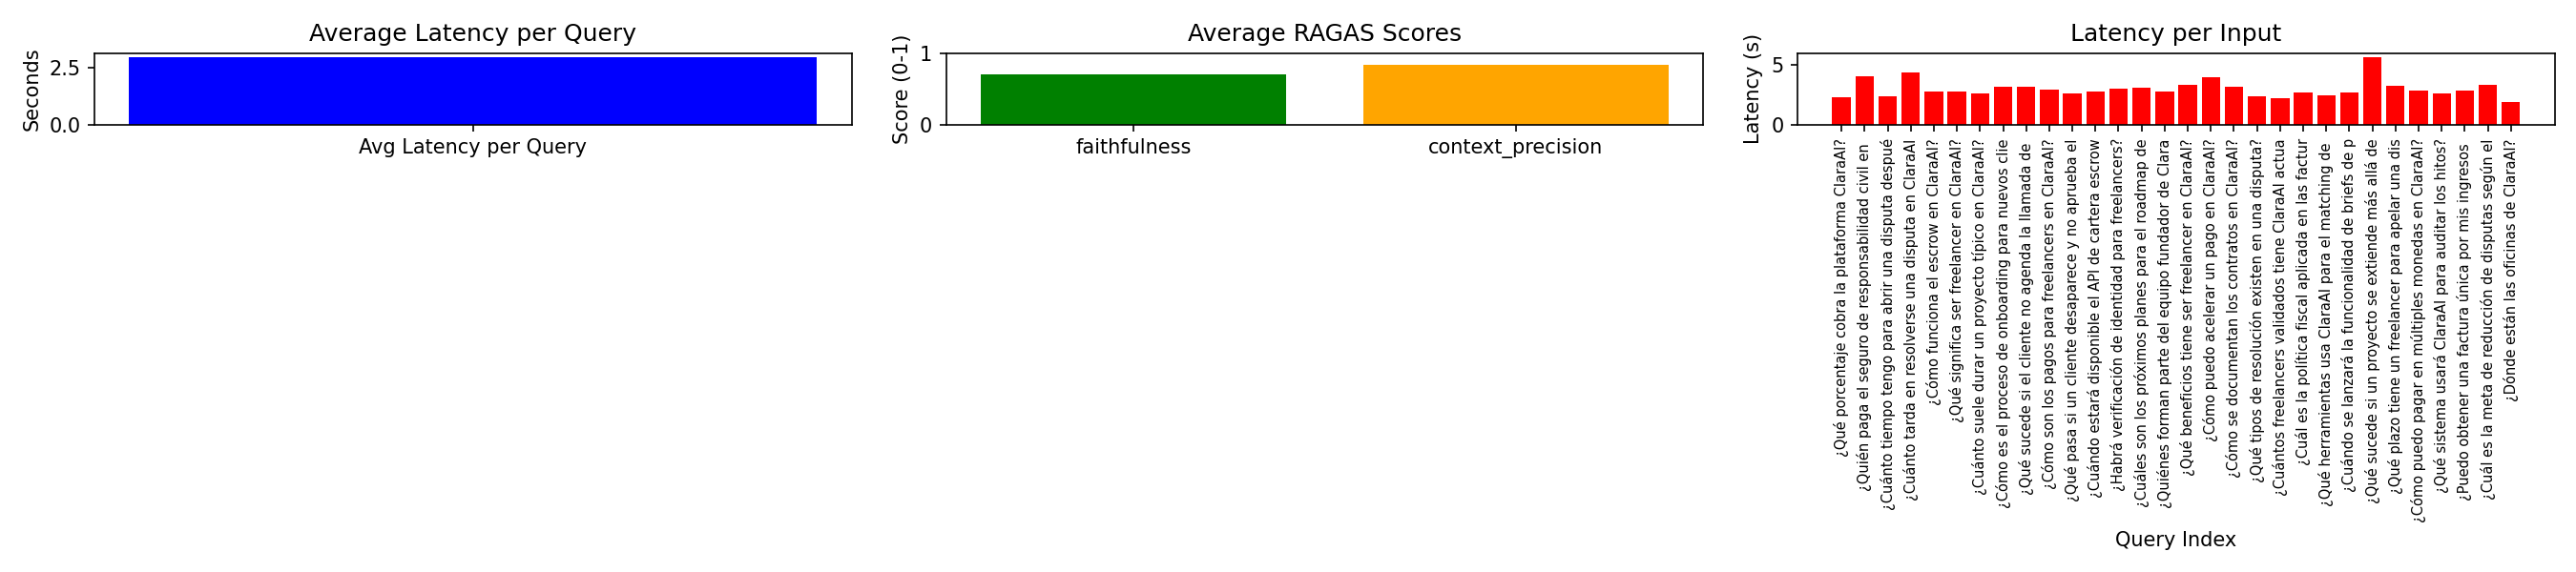 Average Latency per Query
Seconds
2.5
0.0
Avg Latency per Query
Average RAGAS Scores
Score (0-1)
1
0
faithfulness
context_precision
Latency per Input
Latency (s)
5
0
¿Qué porcentaje cobra la plataforma ClaraAI?
¿Quién paga el seguro de responsabilidad civil en
¿Cuánto tiempo tengo para abrir una disputa despué
¿Cuánto tarda en resolverse una disputa en ClaraAI
¿Cómo funciona el escrow en ClaraAI?
¿Qué significa ser freelancer en ClaraAI?
¿Cuánto suele durar un proyecto típico en ClaraAI?
¿Cómo es el proceso de onboarding para nuevos clie
¿Qué sucede si el cliente no agenda la llamada de
¿Cómo son los pagos para freelancers en ClaraAI?
¿Qué pasa si un cliente desaparece y no aprueba el
¿Cuándo estará disponible el API de cartera escrow
¿Habrá verificación de identidad para freelancers?
¿Cuáles son los próximos planes para el roadmap de
¿Quiénes forman parte del equipo fundador de Clara
¿Qué beneficios tiene ser freelancer en ClaraAI?
¿Cómo puedo acelerar un pago en ClaraAI?
¿Cómo se documentan los contratos en ClaraAI?
¿Qué tipos de resolución existen en una disputa?
¿Cuántos freelancers validados tiene ClaraAI actua
¿Cuál es la política fiscal aplicada en las factur
¿Qué herramientas usa ClaraAI para el matching de
¿Cuándo se lanzará la funcionalidad de briefs de p
¿Qué sucede si un proyecto se extiende más allá de
¿Qué plazo tiene un freelancer para apelar una dis
¿Cómo puedo pagar en múltiples monedas en ClaraAI?
¿Qué sistema usará ClaraAI para auditar los hitos?
¿Puedo obtener una factura única por mis ingresos
¿Cuál es la meta de reducción de disputas según el
¿Dónde están las oficinas de ClaraAI?
Query Index